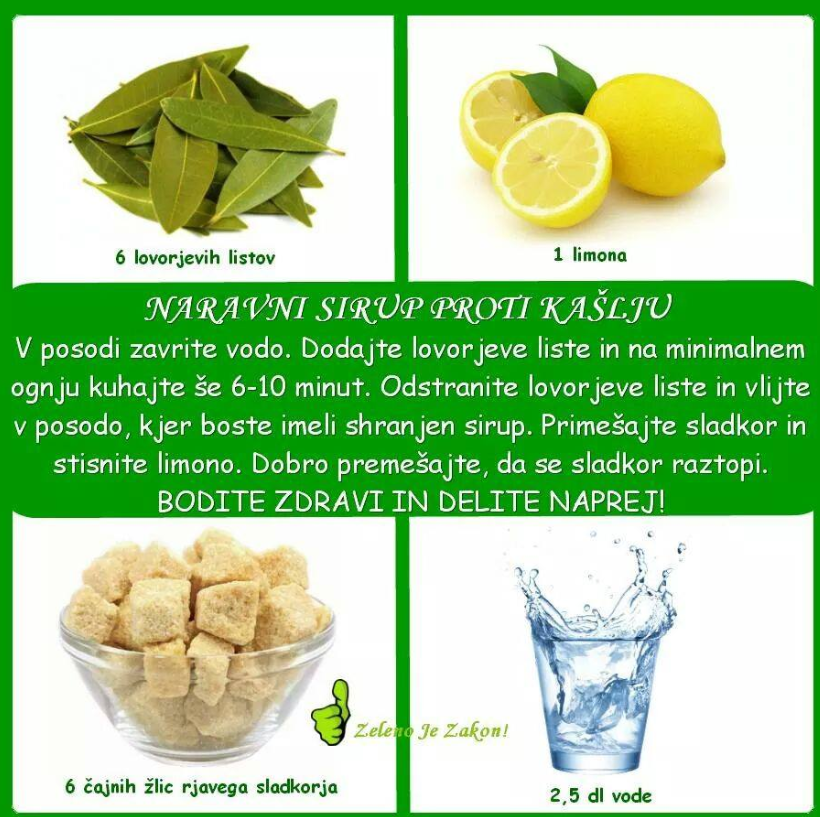 6 lovorjevih listov
1 limona
NARAVNI SIRUP PROTI KAŠLJU
V posodi zavrite vodo. Dodajte lovorjeve liste in na minimalnem
ognju kuhajte še 6-10 minut. Odstranite lovorjeve liste in vlijte
v posodo, kjer boste imeli shranjen sirup. Primešajte sladkor in
stisnite limono. Dobro premešajte, da se sladkor raztopi.
BODITE ZDRAVI IN DELITE NAPREJ!
Zeleno Je Zakon!
6 čajnih žlic rjavega sladkorja
2,5 dl vode